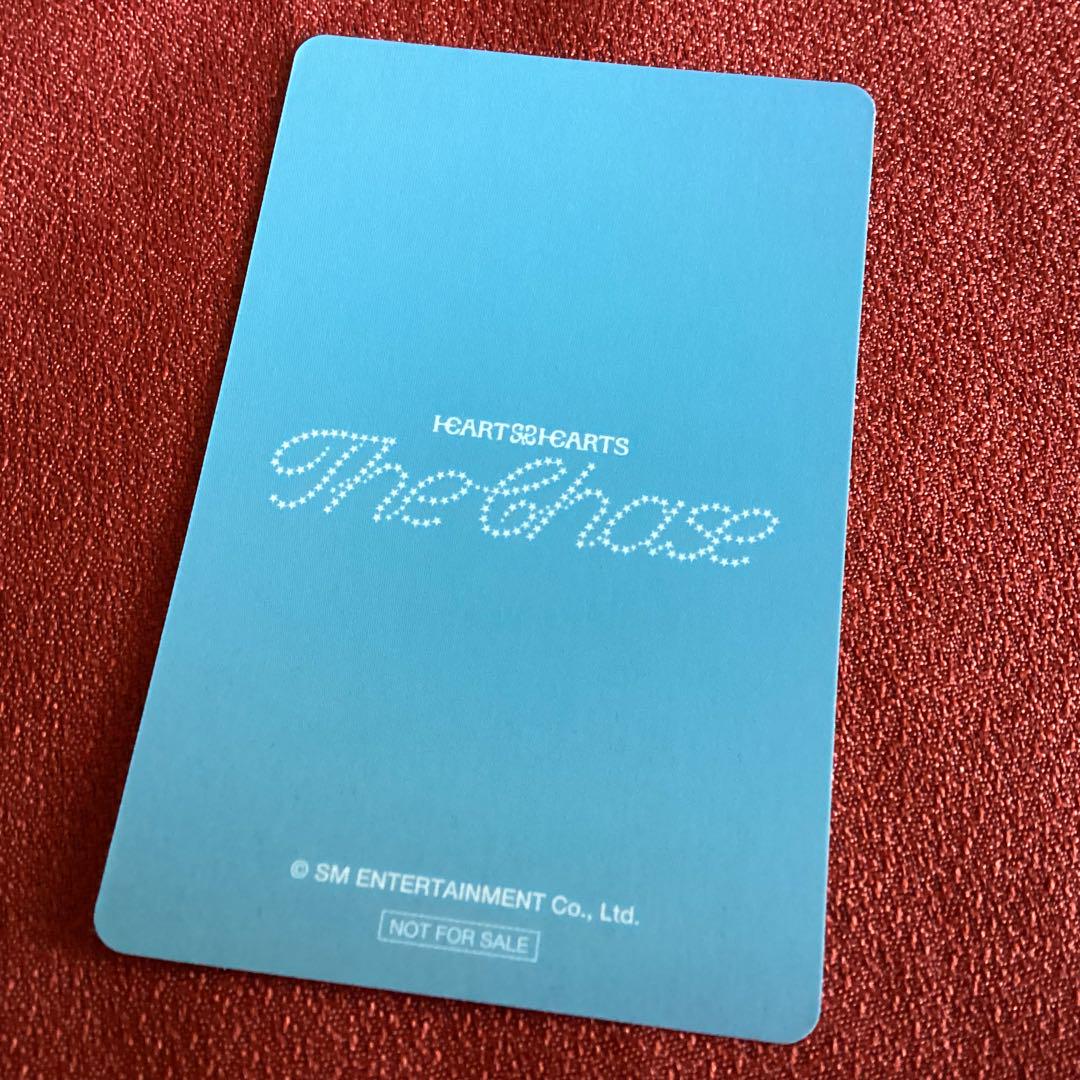 HEARTS2HEARTS
The Chase
© SM ENTERTAINMENT Co., Ltd.
NOT FOR SALE